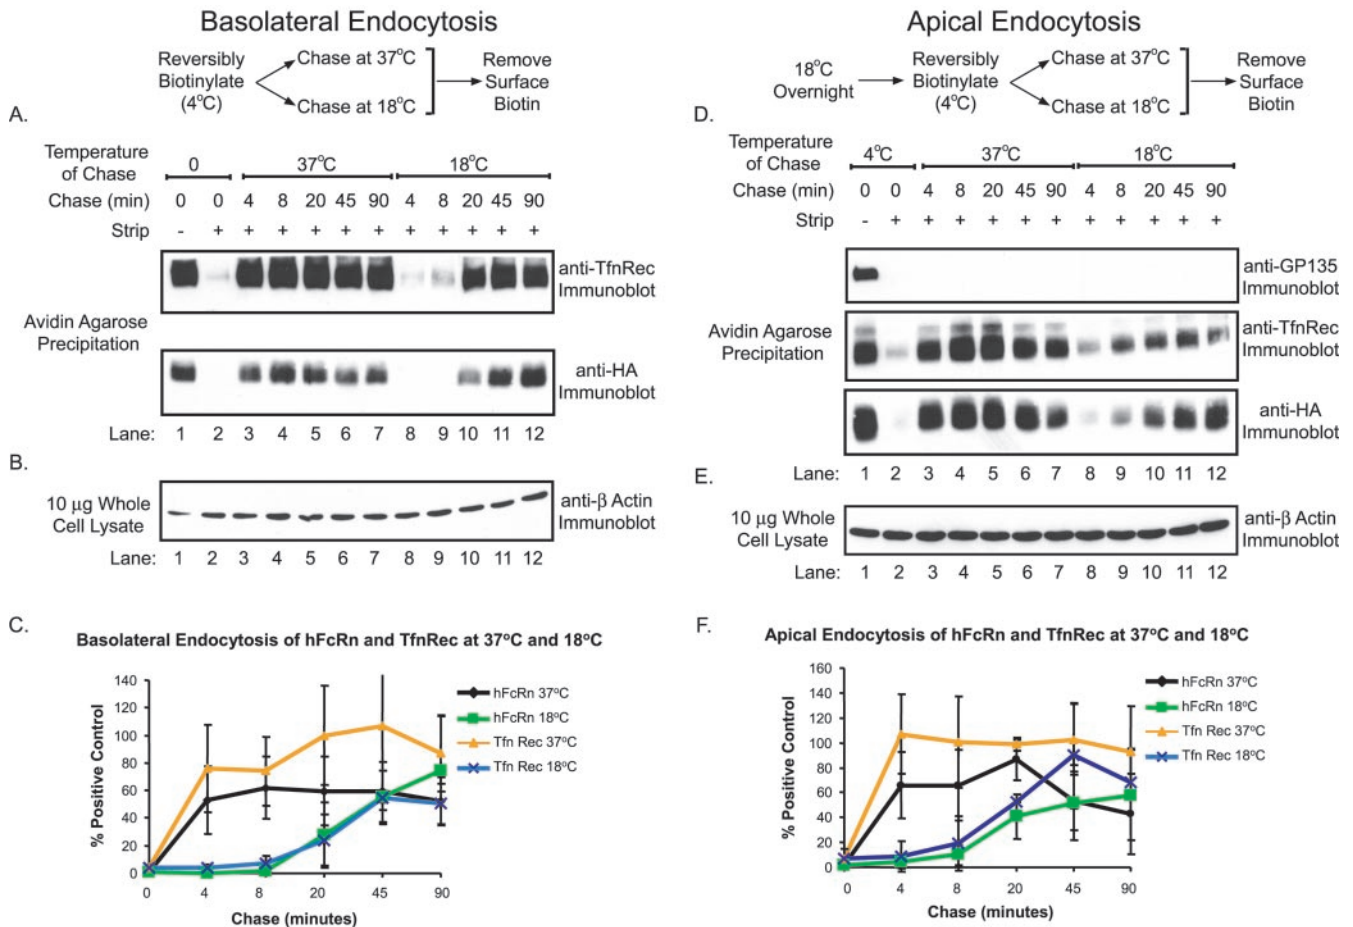 Basolateral Endocytosis
Reversibly
Biotinylate
(4°C)
Chase at 37°C
Chase at 18°C
Remove
Surface
Biotin
A.
Temperature
of Chase
0
37°C
18°C
Chase (min)
0 0 4 8 20 45 90 4 8 20 45 90
Strip
- + + + + + + + + + + +
anti-TfnRec
Immunoblot
Avidin Agarose
Precipitation
anti-HA
Immunoblot
Lane: 1 2 3 4 5 6 7 8 9 10 11 12
B.
10 µg Whole
Cell Lysate
anti-β Actin
Immunoblot
Lane: 1 2 3 4 5 6 7 8 9 10 11 12
C.
Basolateral Endocytosis of hFcRn and TfnRec at 37°C and 18°C
% Positive Control
140
120
100
80
60
40
20
0
0 4 8 20 45 90
Chase (minutes)
hFcRn 37°C
hFcRn 18°C
Tfn Rec 37°C
Tfn Rec 18°C
Apical Endocytosis
18°C
Overnight
Reversibly
Biotinylate
(4°C)
Chase at 37°C
Chase at 18°C
Remove
Surface
Biotin
D.
Temperature
of Chase
4°C
37°C
18°C
Chase (min)
0 0 4 8 20 45 90 4 8 20 45 90
Strip
- + + + + + + + + + + +
anti-GP135
Immunoblot
Avidin Agarose
Precipitation
anti-TfnRec
Immunoblot
anti-HA
Immunoblot
Lane: 1 2 3 4 5 6 7 8 9 10 11 12
E.
10 µg Whole
Cell Lysate
anti-β Actin
Immunoblot
Lane: 1 2 3 4 5 6 7 8 9 10 11 12
F.
Apical Endocytosis of hFcRn and TfnRec at 37°C and 18°C
% Positive Control
160
140
120
100
80
60
40
20
0
0 4 8 20 45 90
Chase (minutes)
hFcRn 37°C
hFcRn 18°C
Tfn Rec 37°C
Tfn Rec 18°C